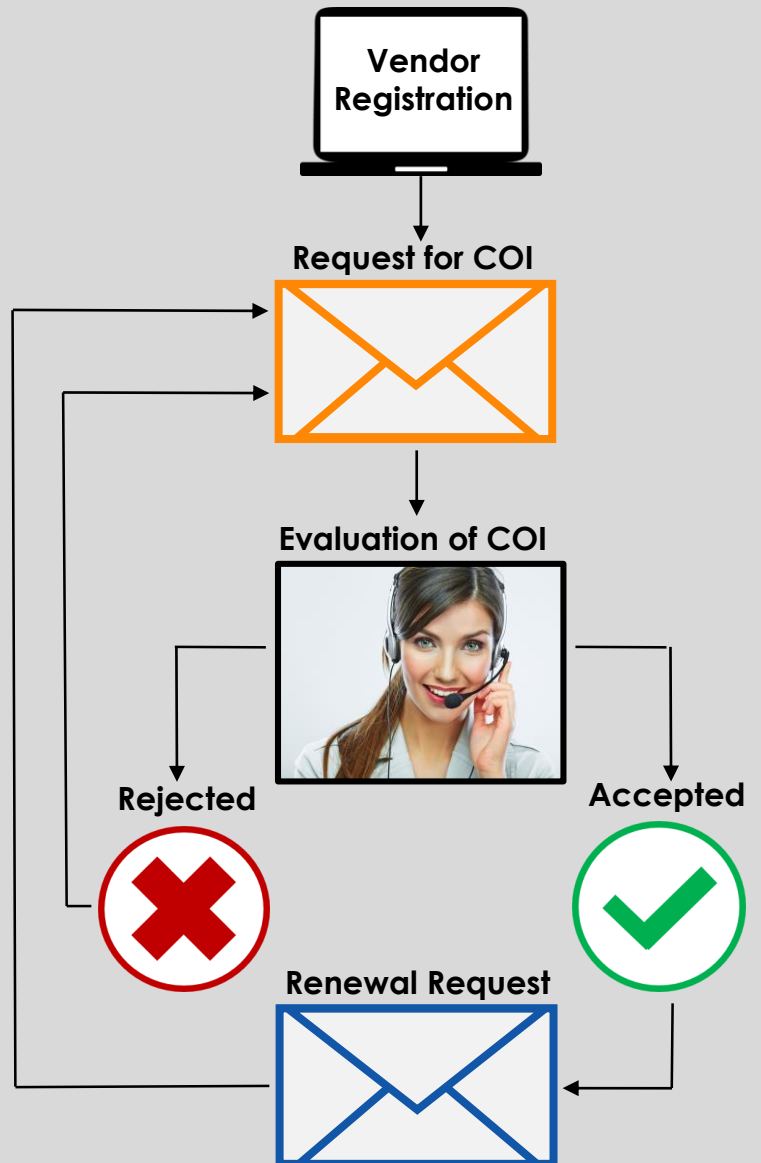 Vendor
Registration
Request for COI
Evaluation of COI
Rejected
Accepted
Renewal Request